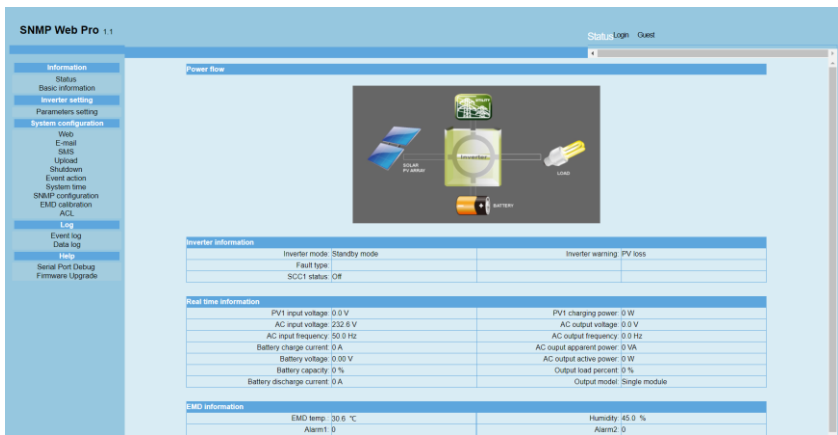 SNMP Web Pro 1.1
Status Login Guest
Information
Status
Basic information
Inverter setting
Parameters setting
System configuration
Web
E-mail
SMS
Upload
Shutdown
Event action
System time
SNMP configuration
EMD calibration
ACL
Log
Event log
Data log
Help
Serial Port Debug
Firmware Upgrade
Power flow
UTILITY
SOLAR
PV ARRAY
Inverter
LOAD
BATTERY
Inverter information
Inverter mode: Standby mode Inverter warning: PV loss
Fault type:
SCC1 status: Off
Real time information
PV1 input voltage: 0.0 V PV1 charging power: 0 W
AC input voltage: 232.6 V AC output voltage: 0.0 V
AC input frequency: 50.0 Hz AC output frequency: 0.0 Hz
Battery charge current: 0 A AC ouput apparent power: 0 VA
Battery voltage: 0.00 V AC output active power: 0 W
Battery capacity: 0 % Output load percent: 0 %
Battery discharge current: 0 A Output model: Single module
EMD information
EMD temp.: 30.6 ℃ Humidity: 45.0 %
Alarm1: 0 Alarm2: 0